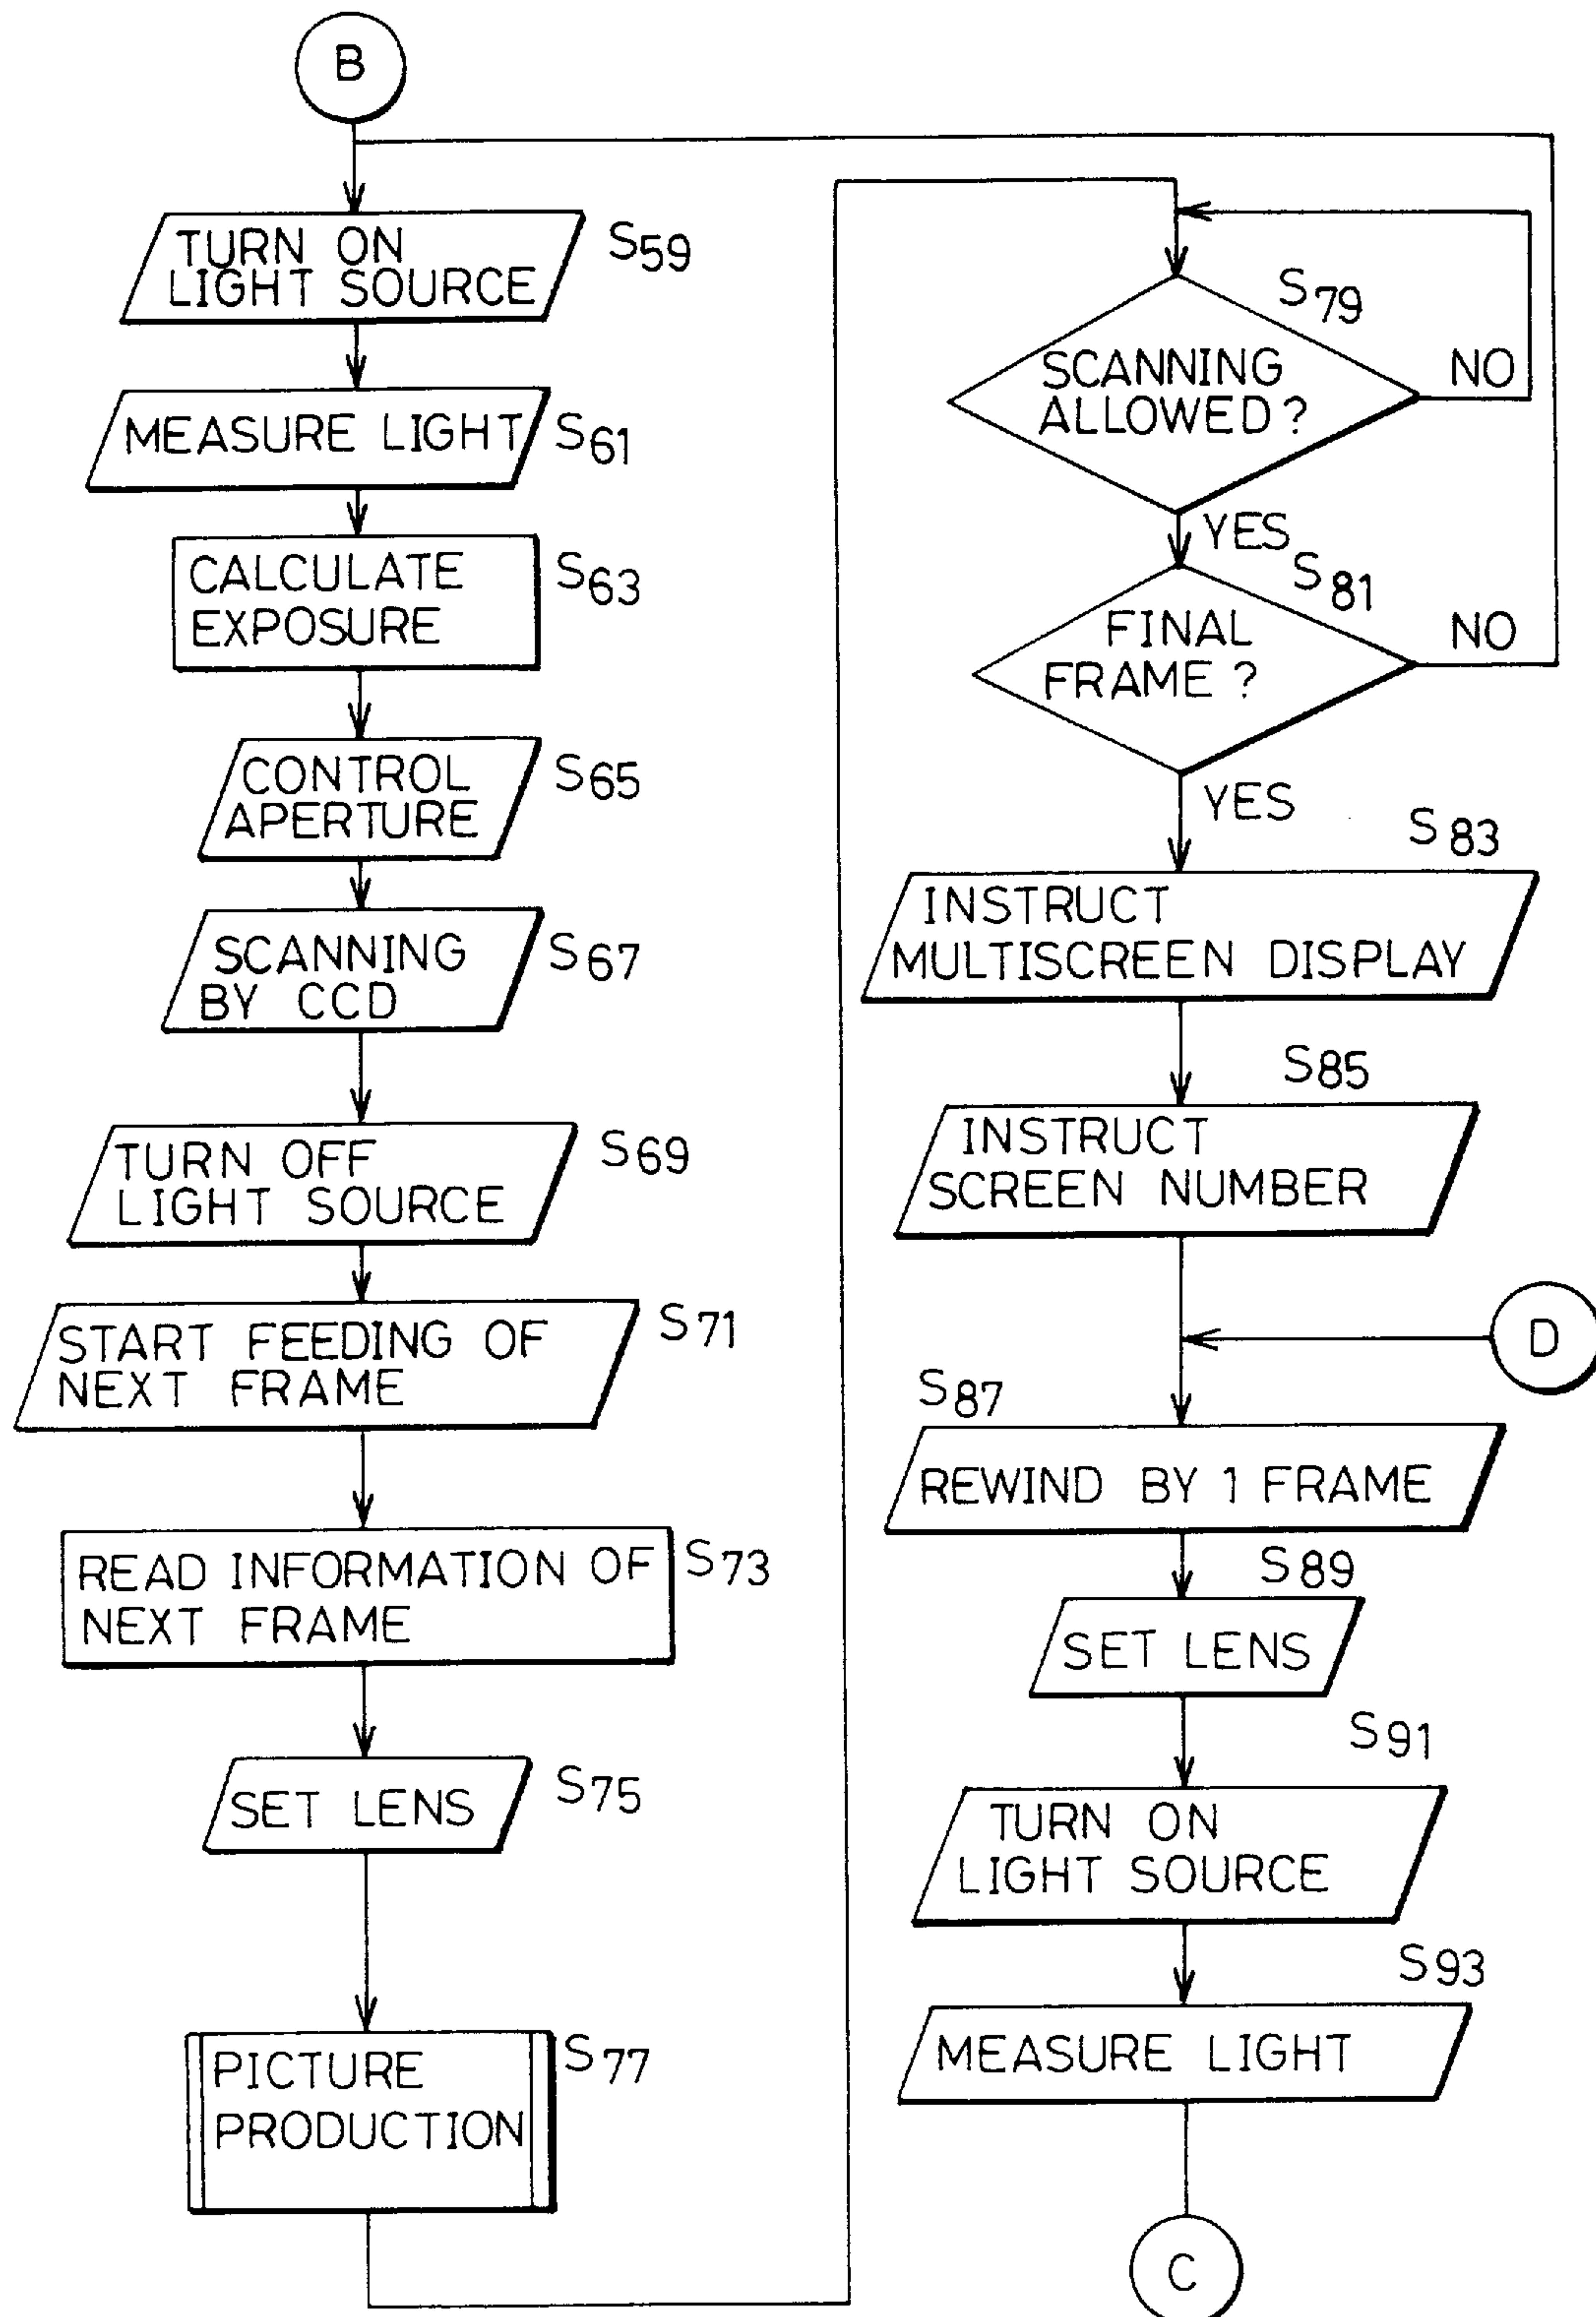 B
TURN ON
LIGHT SOURCE
S59
MEASURE LIGHT
S61
CALCULATE
EXPOSURE
S63
CONTROL
APERTURE
S65
SCANNING
BY CCD
S67
TURN OFF
LIGHT SOURCE
S69
START FEEDING OF
NEXT FRAME
S71
READ INFORMATION OF
NEXT FRAME
S73
SET LENS
S75
PICTURE
PRODUCTION
S77
S79
SCANNING
ALLOWED?
NO
YES
S81
FINAL
FRAME?
NO
YES
S83
INSTRUCT
MULTISCREEN DISPLAY
S85
INSTRUCT
SCREEN NUMBER
D
S87
REWIND BY 1 FRAME
S89
SET LENS
S91
TURN ON
LIGHT SOURCE
S93
MEASURE LIGHT
C